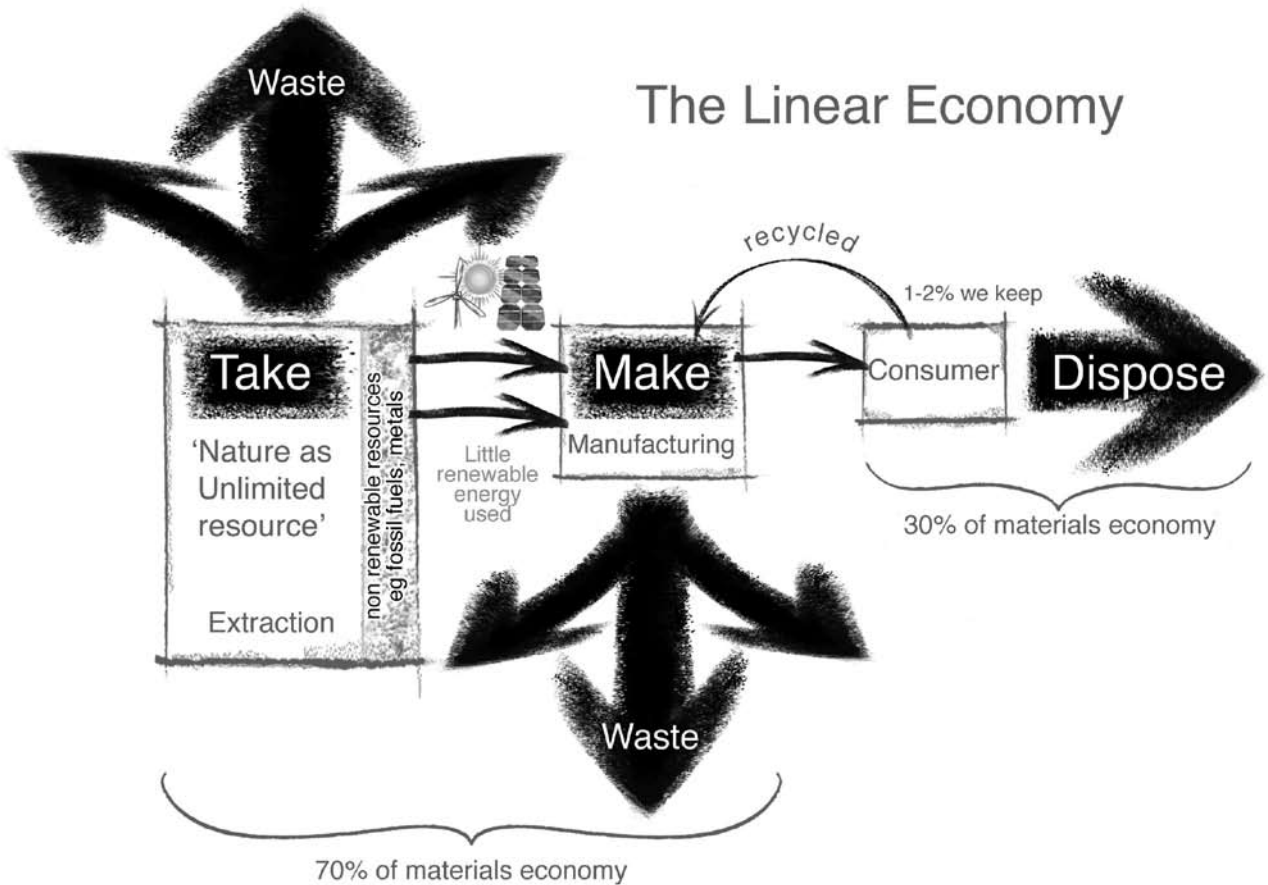 Waste
The Linear Economy
recycled
1-2% we keep
Take
Make
Consumer
Dispose
'Nature as
Unlimited
resource'
Extraction
non renewable resources
eg fossil fuels, metals
Little
renewable
energy
used
Manufacturing
30% of materials economy
Waste
70% of materials economy